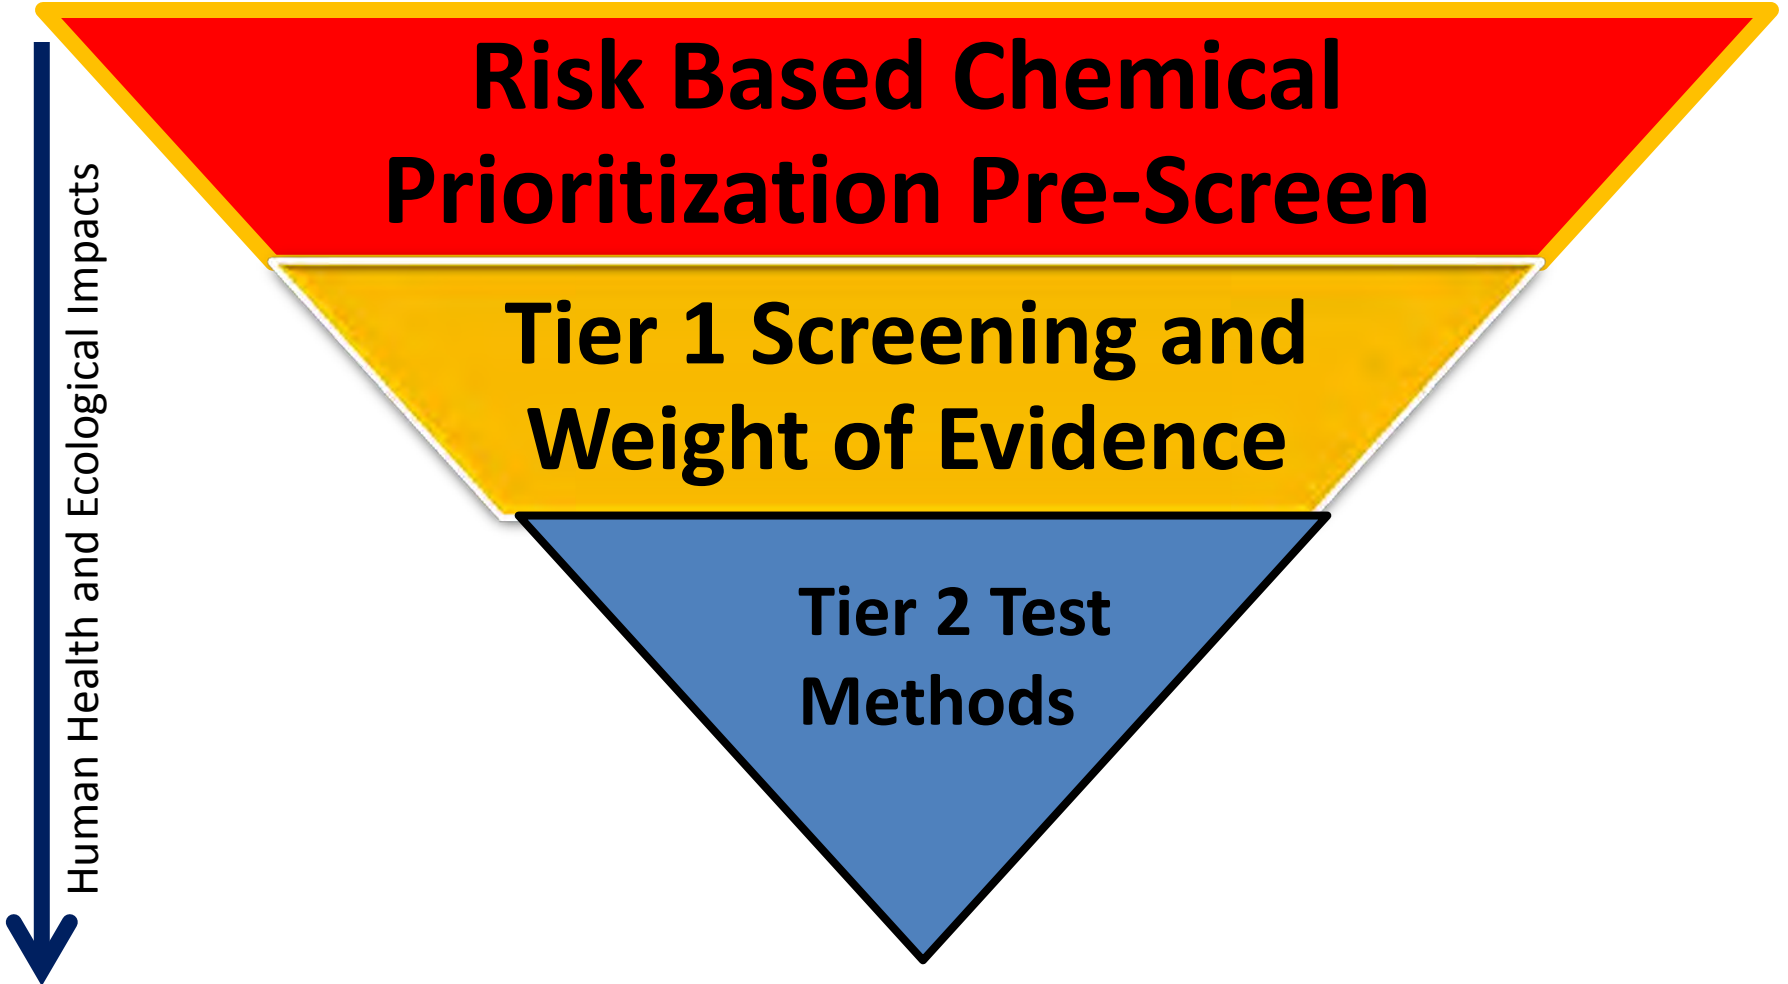 Risk Based Chemical
Prioritization Pre-Screen
Tier 1 Screening and
Weight of Evidence
Tier 2 Test
Methods
Human Health and Ecological Impacts